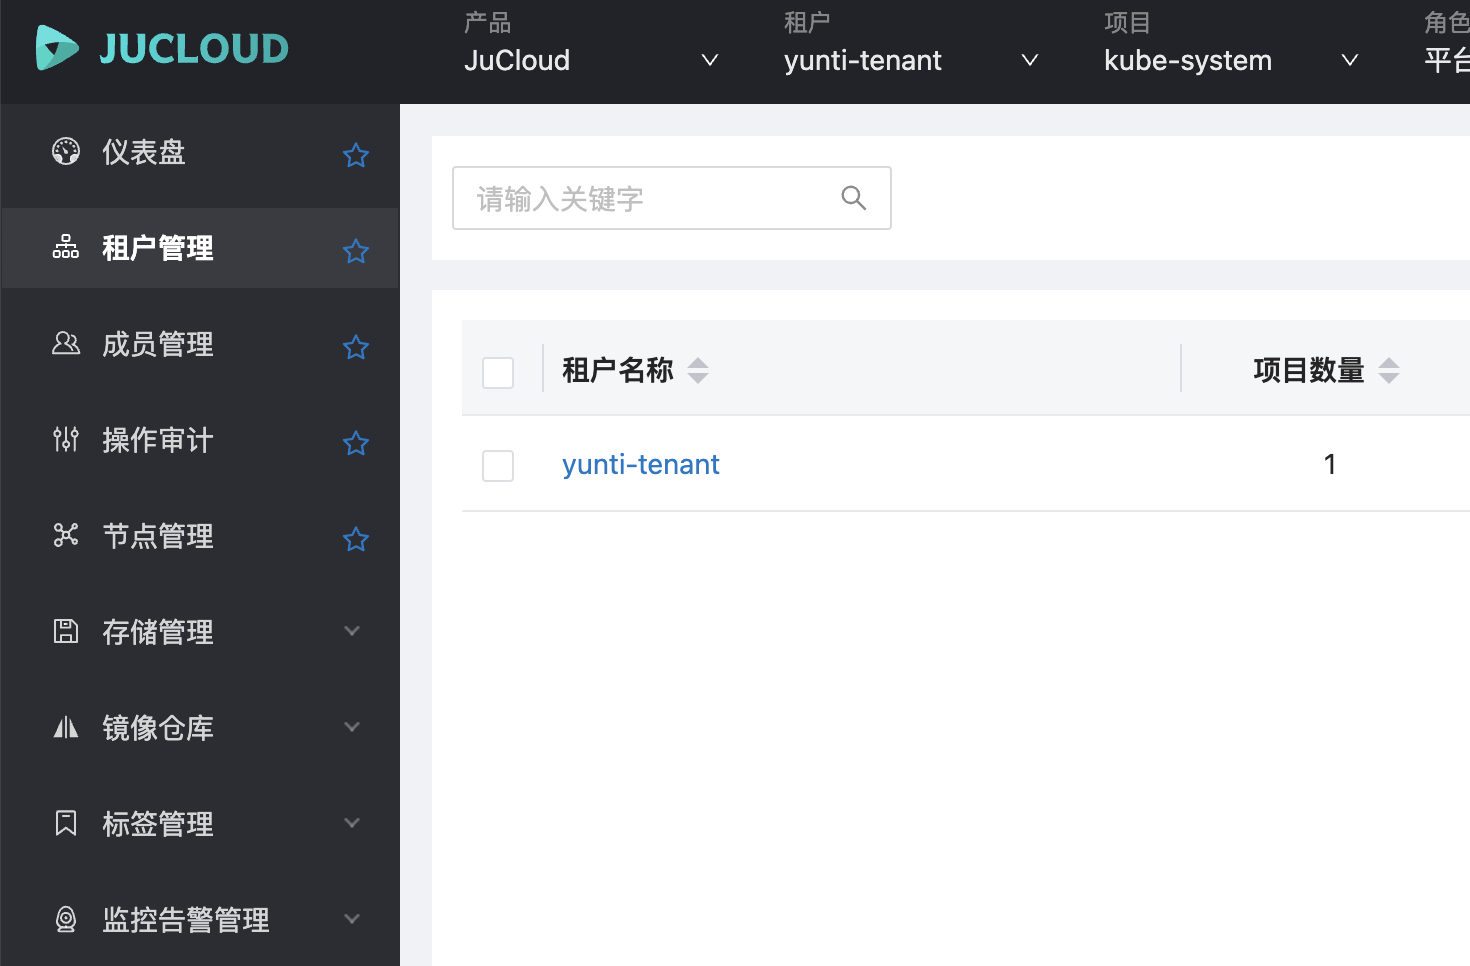 JUCLOUD
产品
JuCloud
租户
yunti-tenant
项目
kube-system
角色
平台
仪表盘
租户管理
成员管理
操作审计
节点管理
存储管理
镜像仓库
标签管理
监控告警管理
请输入关键字
租户名称
项目数量
yunti-tenant
1